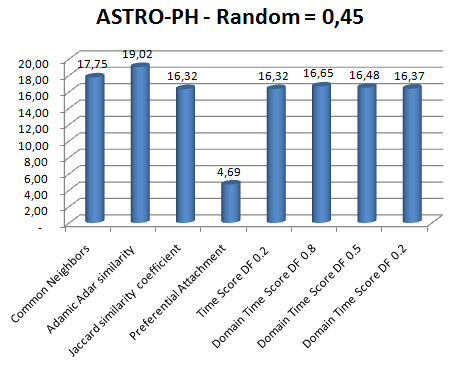 ASTRO-PH - Random = 0,45
20,00
18,00
16,00
14,00
12,00
10,00
8,00
6,00
4,00
2,00
-
17,75
19,02
16,32
4,69
16,32
16,65
16,48
16,37
Common Neighbors
Adamic Adar similarity
Jaccard similarity coefficient
Preferential Attachment
Time Score DF 0.2
Domain Time Score DF 0.8
Domain Time Score DF 0.5
Domain Time Score DF 0.2